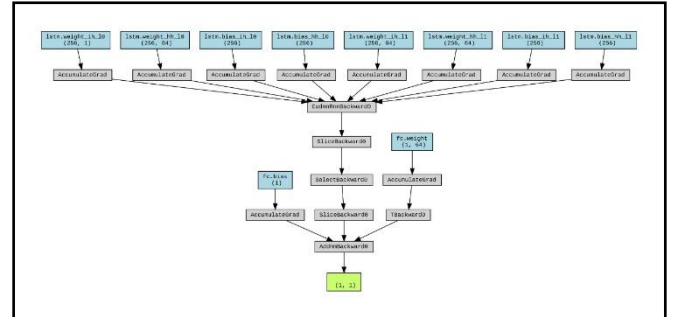 lstm.weight_ih_l0
(256, 1)
lstm.weight_hh_l0
(256, 64)
lstm.bias_ih_l0
(256)
lstm.bias_hh_l0
(256)
lstm.weight_ih_l1
(256, 64)
lstm.weight_hh_l1
(256, 64)
lstm.bias_ih_l1
(256)
lstm.bias_hh_l1
(256)
AccumulateGrad
AccumulateGrad
AccumulateGrad
AccumulateGrad
AccumulateGrad
AccumulateGrad
AccumulateGrad
AccumulateGrad
CudnnRnnBackward0
SliceBackward0
fc.weight
(1, 64)
fc.bias
(1)
SelectBackward0
AccumulateGrad
AccumulateGrad
SliceBackward0
TBackward0
AddmmBackward0
(1, 1)